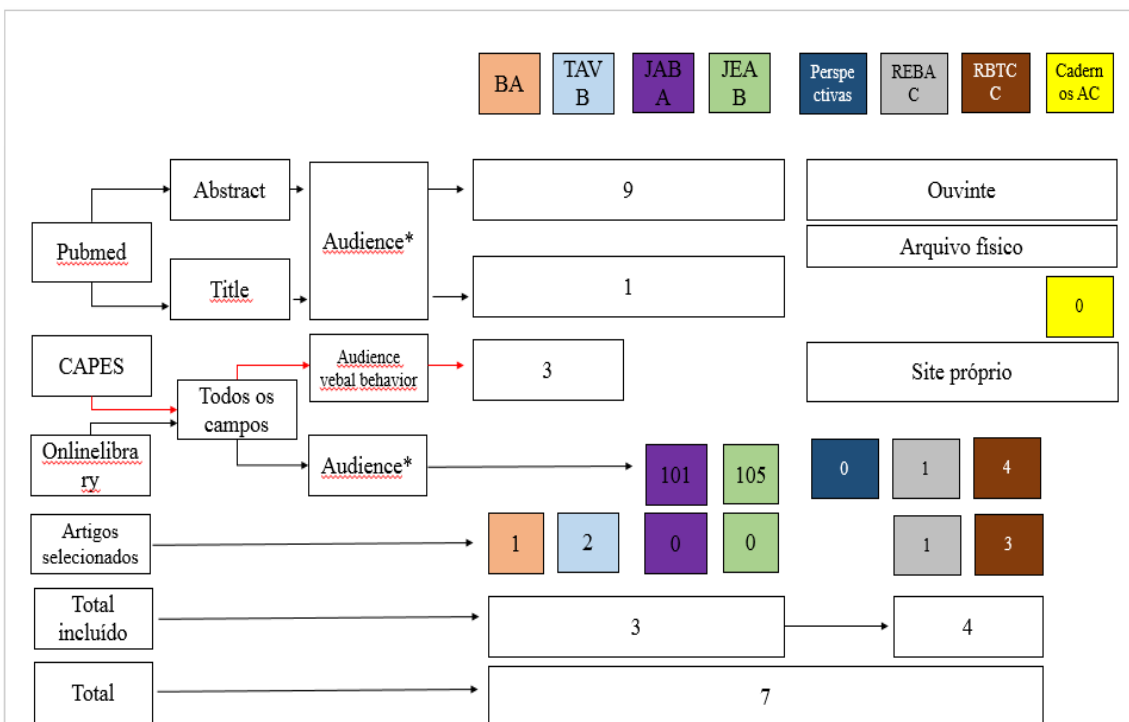 BA
TAV
B
JAB
A
JEA
B
Perspe
ctivas
REBA
C
RBTC
C
Cadern
os AC
Abstract
9
Ouvinte
Pubmed
Audience*
Arquivo físico
Title
1
0
CAPES
Audience
vebal behavior
3
Site próprio
Todos os
campos
Onlinelibra
ry
Audience*
101
105
0
1
4
Artigos
selecionados
1
2
0
0
1
3
Total
incluído
3
4
Total
7